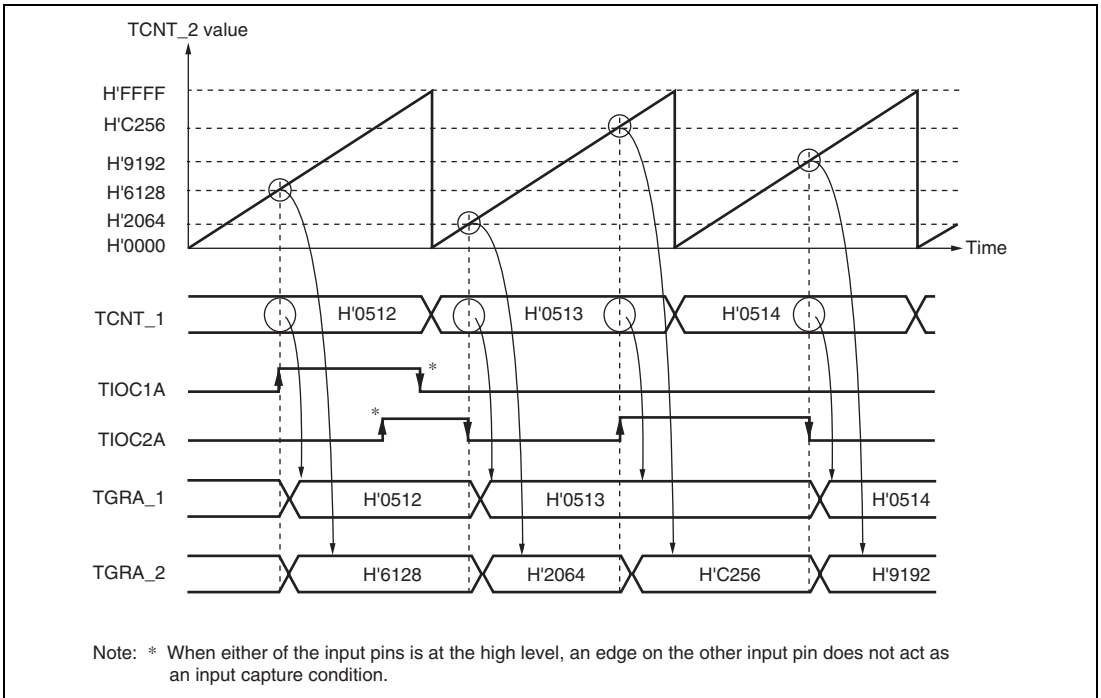 TCNT_2 value
H'FFFF
H'C256
H'9192
H'6128
H'2064
H'0000
Time
TCNT_1 H'0512 H'0513 H'0514
TIOC1A *
TIOC2A *
TGRA_1 H'0512 H'0513 H'0514
TGRA_2 H'6128 H'2064 H'C256 H'9192
Note: * When either of the input pins is at the high level, an edge on the other input pin does not act as
an input capture condition.